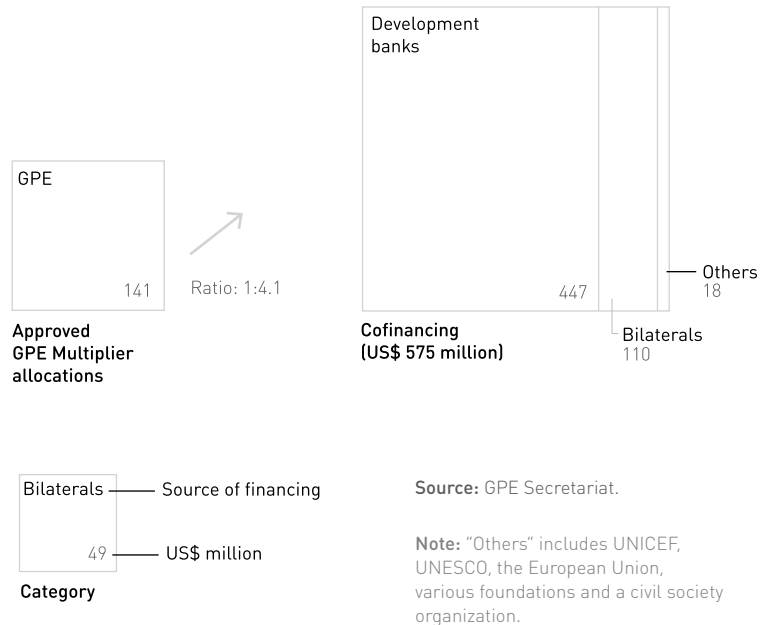 Development
banks
GPE
141
Ratio: 1:4.1
447
Others
18
Bilaterals
110
Approved
GPE Multiplier
allocations
Cofinancing
(US$ 575 million)
Bilaterals
Source of financing
49
US$ million
Category
Source: GPE Secretariat.
Note: "Others" includes UNICEF,
UNESCO, the European Union,
various foundations and a civil society
organization.